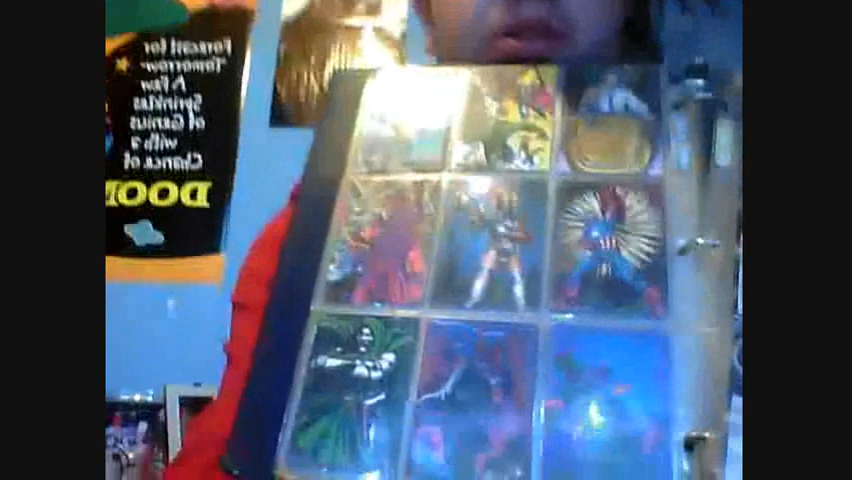 Forecast for
Tomorrow-
A Few
Sprinkles
of Genius
with a
Chance of
DOOM